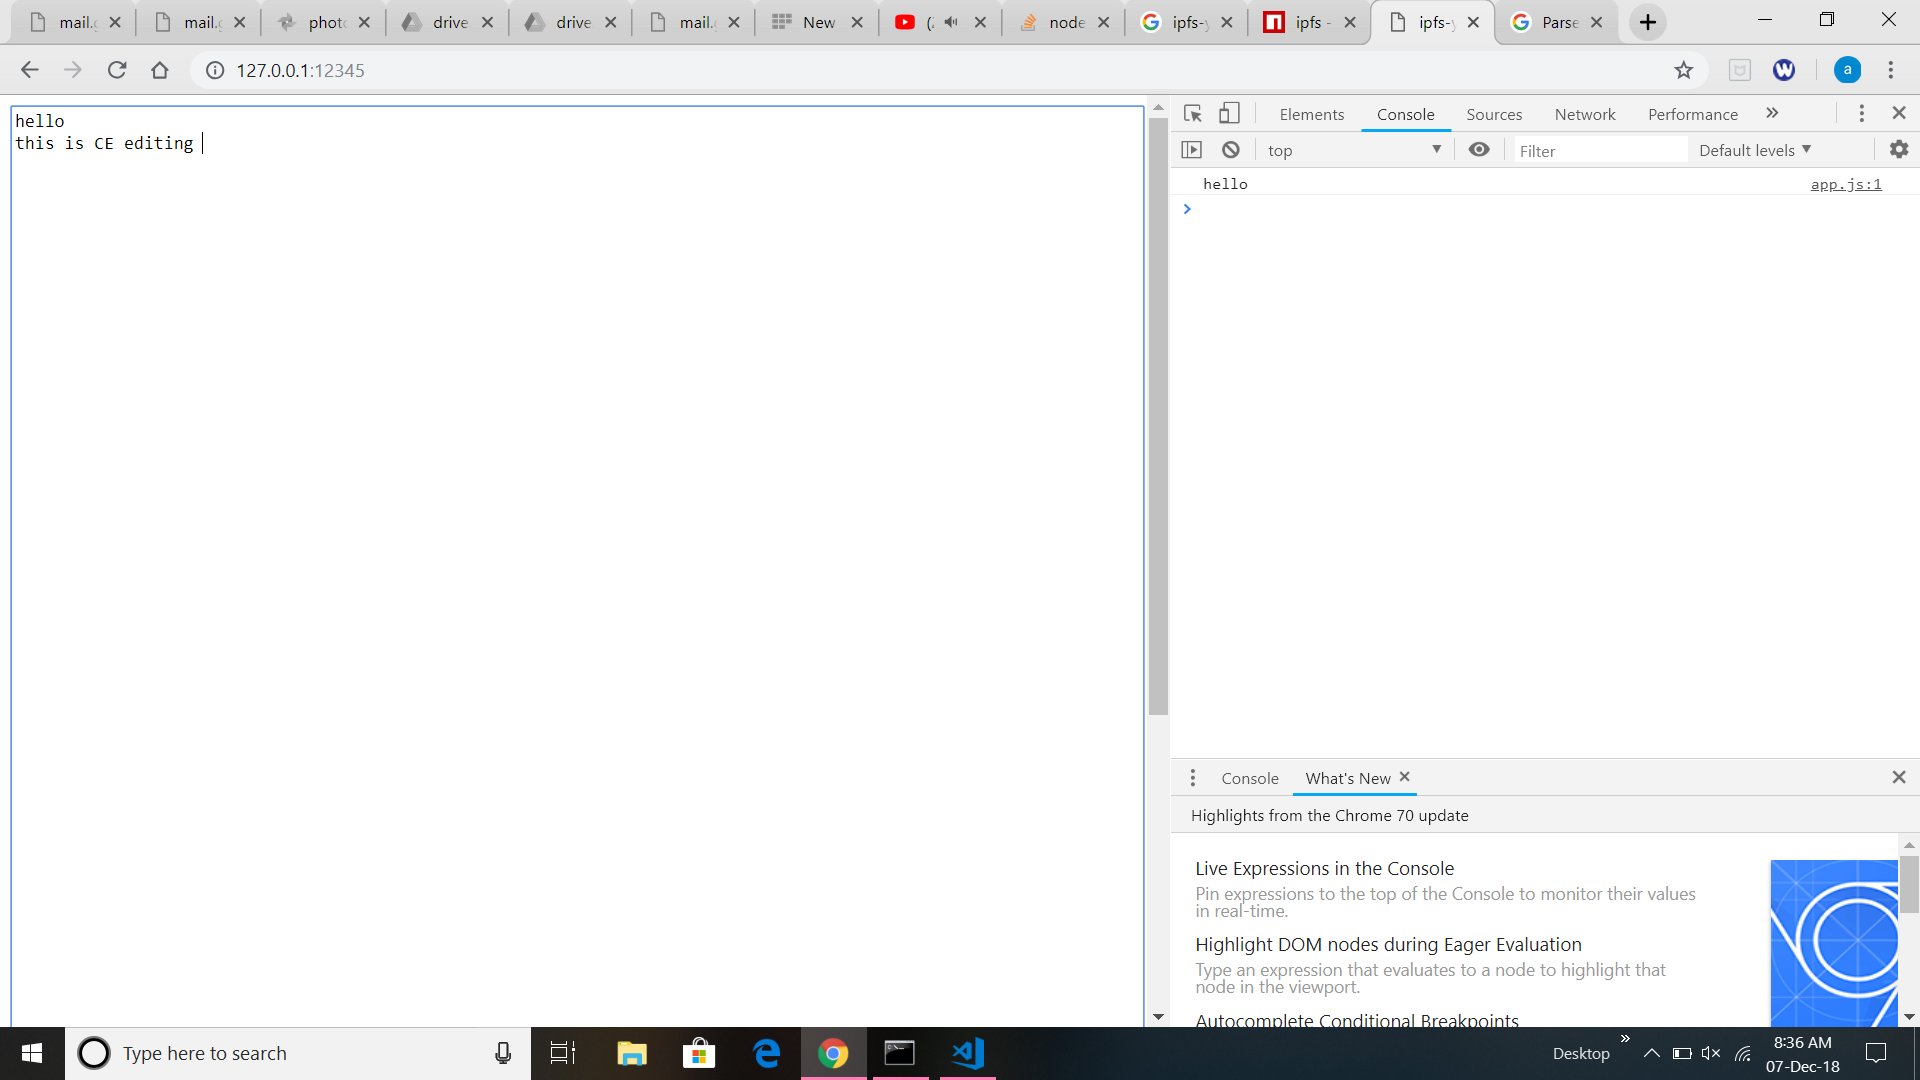 mail.g
mail.g
photo
drive
drive
mail.g
New
(2
node
ipfs-y
ipfs -
ipfs-y
Parse
127.0.0.1:12345
a
hello
this is CE editing
Elements
Console
Sources
Network
Performance
top
Filter
Default levels
hello
app.js:1
Console
What's New
Highlights from the Chrome 70 update
Live Expressions in the Console
Pin expressions to the top of the Console to monitor their values
in real-time.
Highlight DOM nodes during Eager Evaluation
Type an expression that evaluates to a node to highlight that
node in the viewport.
Autocomplete Conditional Breakpoints
Type here to search
Desktop
8:36 AM
07-Dec-18